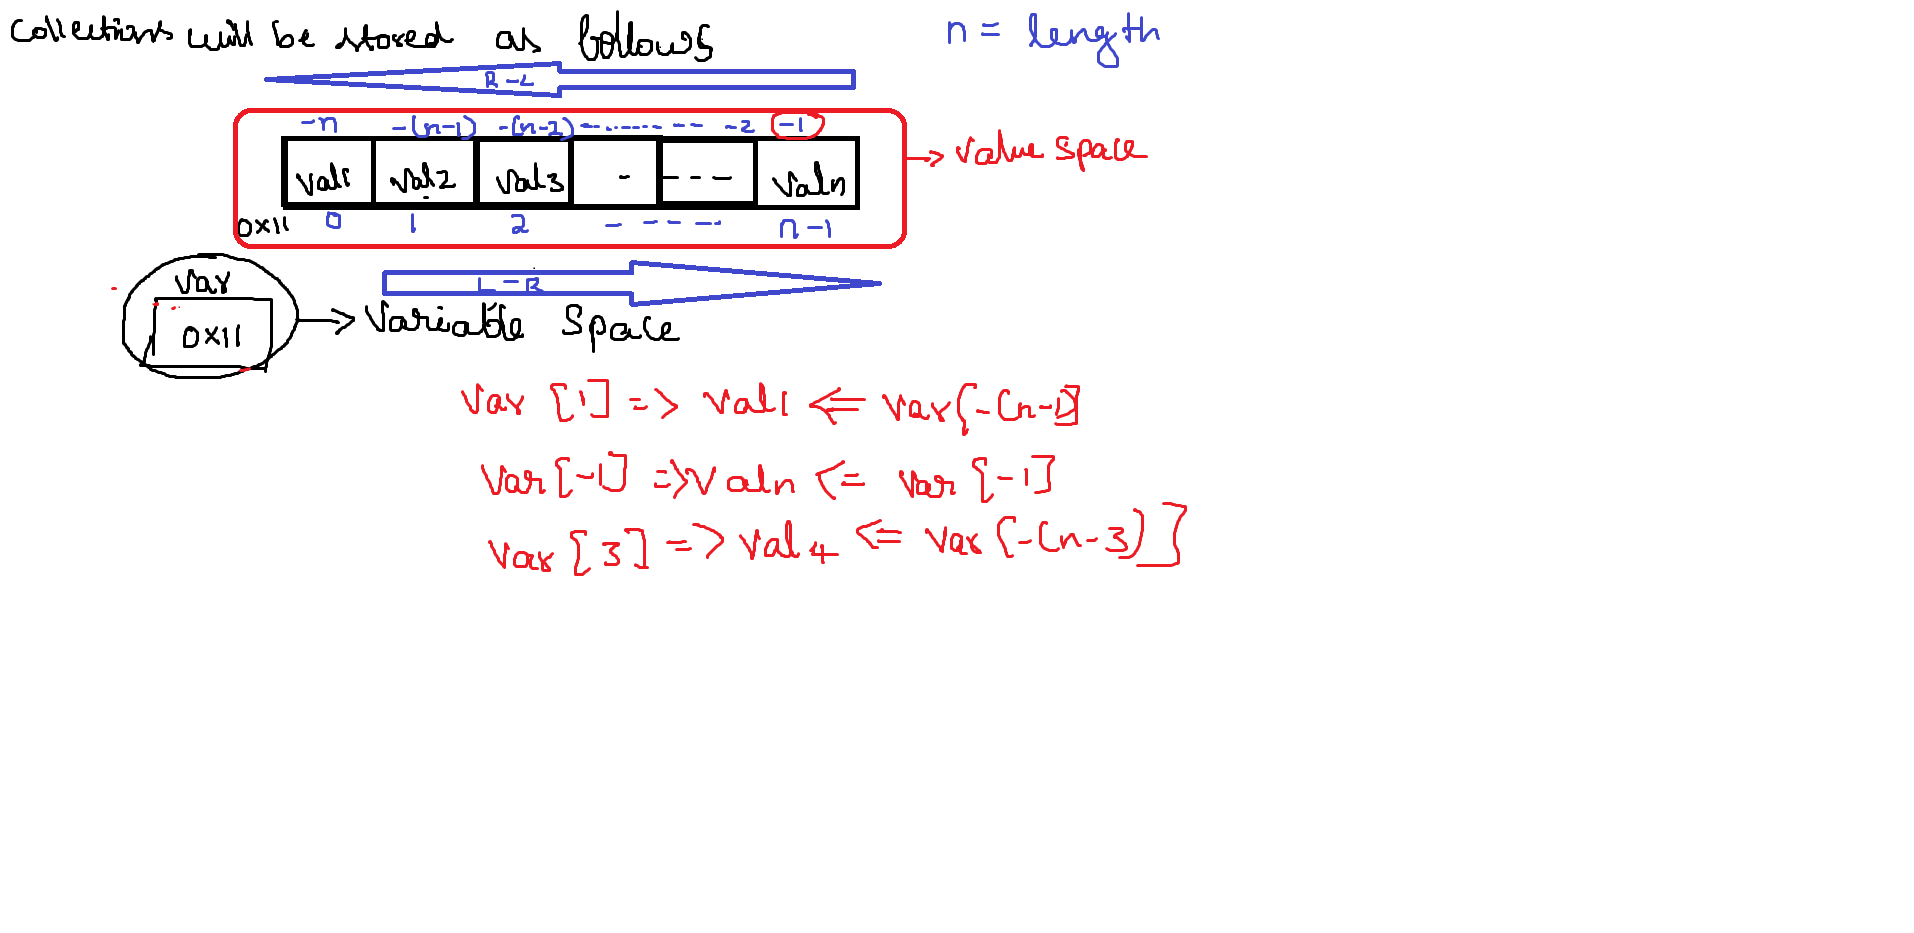 Collections will be stored as follows
n = length
R-L
-n -(n-1) -(n-2) -------- -2 -1
val1 val2 val3 - --- valn
→ Value Space
0x11 0 1 2 - ---- n-1
Var
L-R
0x11 → Variable Space
Var [1] => val1 <= var[-(n-1)]
Var[-1] => Valn <= Var [-1]
Var [3] => Val4 <= Var [-(n-3)]